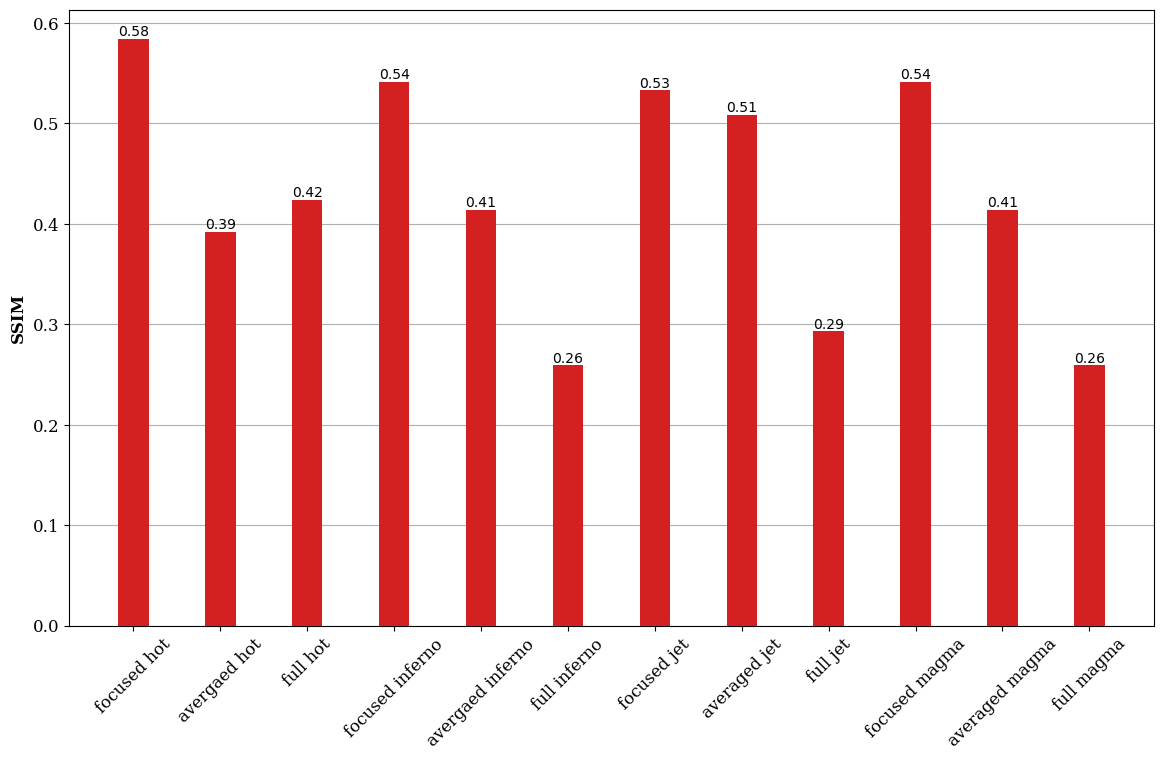 0.6
0.5
0.4
0.3
0.2
0.1
0.0
SSIM
0.58
0.39
0.42
0.54
0.41
0.26
0.53
0.51
0.29
0.54
0.41
0.26
focused hot
avergaed hot
full hot
focused inferno
avergaed inferno
full inferno
focused jet
averaged jet
full jet
focused magma
averaged magma
full magma